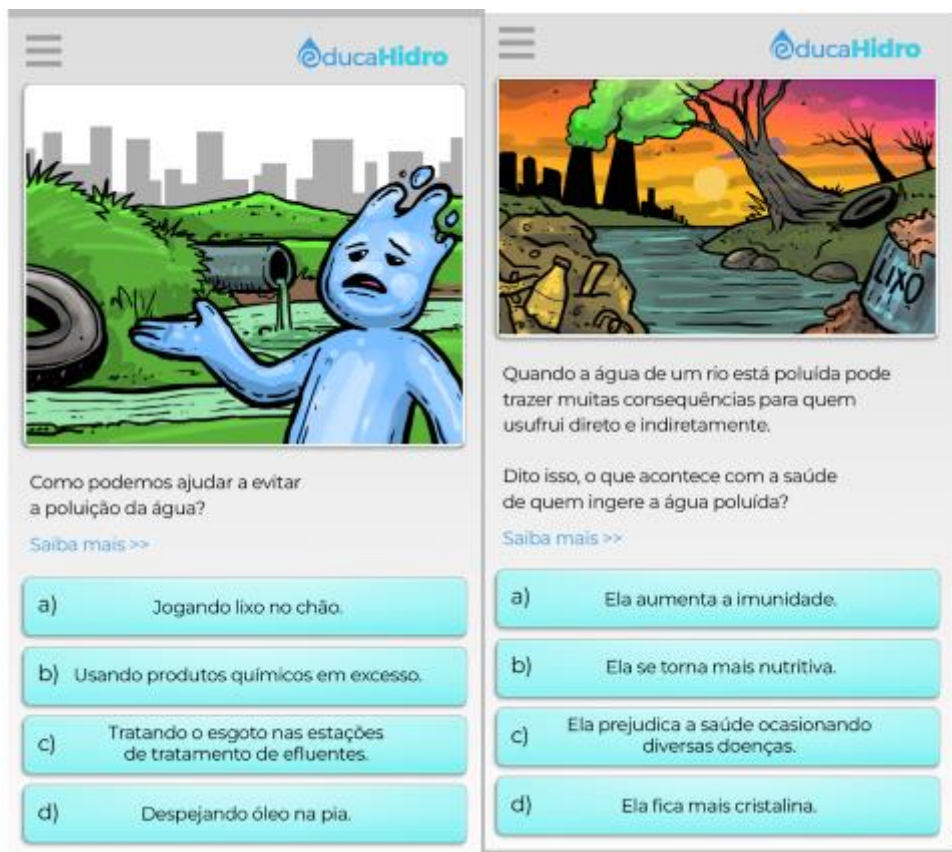 educaHidro
Como podemos ajudar a evitar
a poluição da água?
Saiba mais >>
a) Jogando lixo no chão.
b) Usando produtos químicos em excesso.
c) Tratando o esgoto nas estações
de tratamento de efluentes.
d) Despejando óleo na pia.
educaHidro
LIXO
Quando a água de um rio está poluída pode
trazer muitas consequências para quem
usufrui direto e indiretamente.
Dito isso, o que acontece com a saúde
de quem ingere a água poluída?
Saiba mais >>
a) Ela aumenta a imunidade.
b) Ela se torna mais nutritiva.
c) Ela prejudica a saúde ocasionando
diversas doenças.
d) Ela fica mais cristalina.